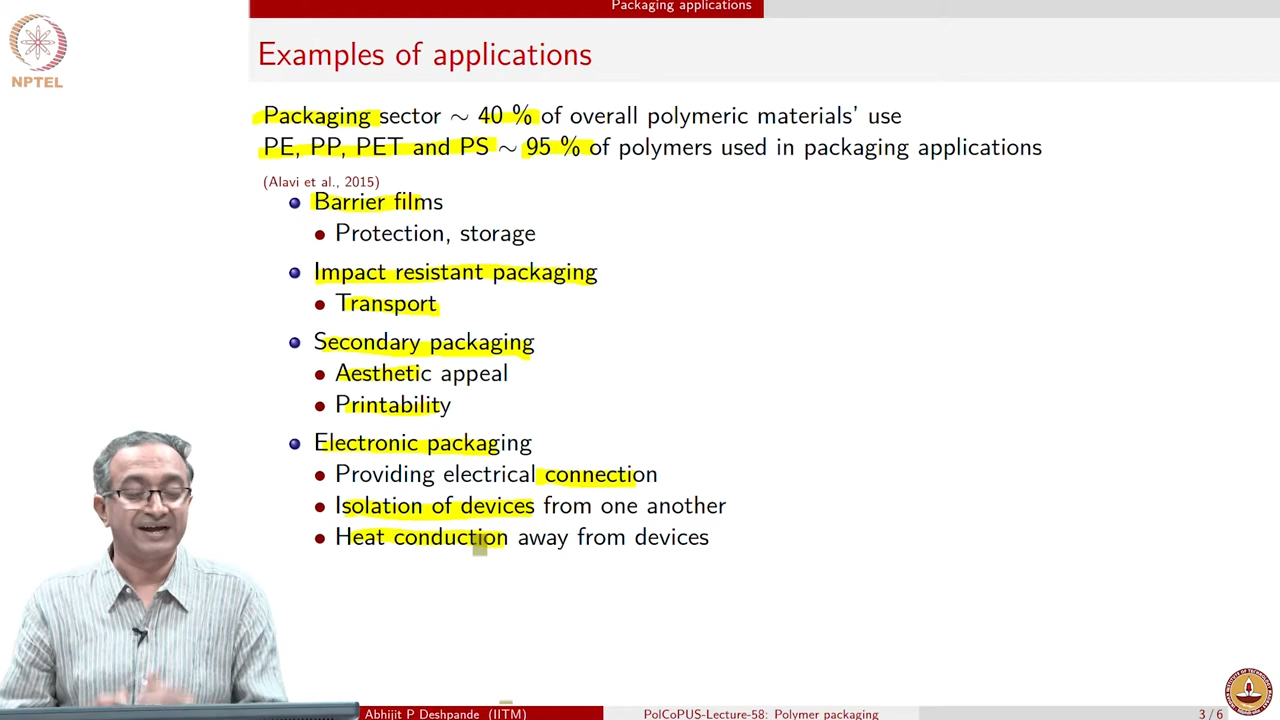 Packaging applications
NPTEL
Examples of applications
Packaging sector ∼ 40 % of overall polymeric materials' use
PE, PP, PET and PS ∼ 95 % of polymers used in packaging applications
(Alavi et al., 2015)
Barrier films
Protection, storage
Impact resistant packaging
Transport
Secondary packaging
Aesthetic appeal
Printability
Electronic packaging
Providing electrical connection
Isolation of devices from one another
Heat conduction away from devices
Abhijit P Deshpande (IITM) PolCoPUS-Lecture-58: Polymer packaging 3 / 6